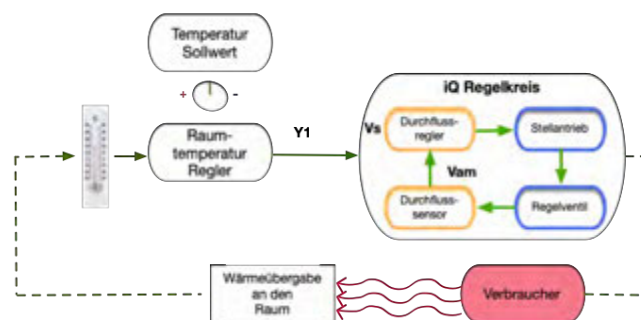 Temperatur
Sollwert
+
-
iQ Regelkreis
Raum-
temperatur
Regler
Y1
Vs
Durchfluss-
regler
Stellantrieb
Vam
Durchfluss-
sensor
Regelventil
Wärmeübergabe
an den
Raum
Verbraucher